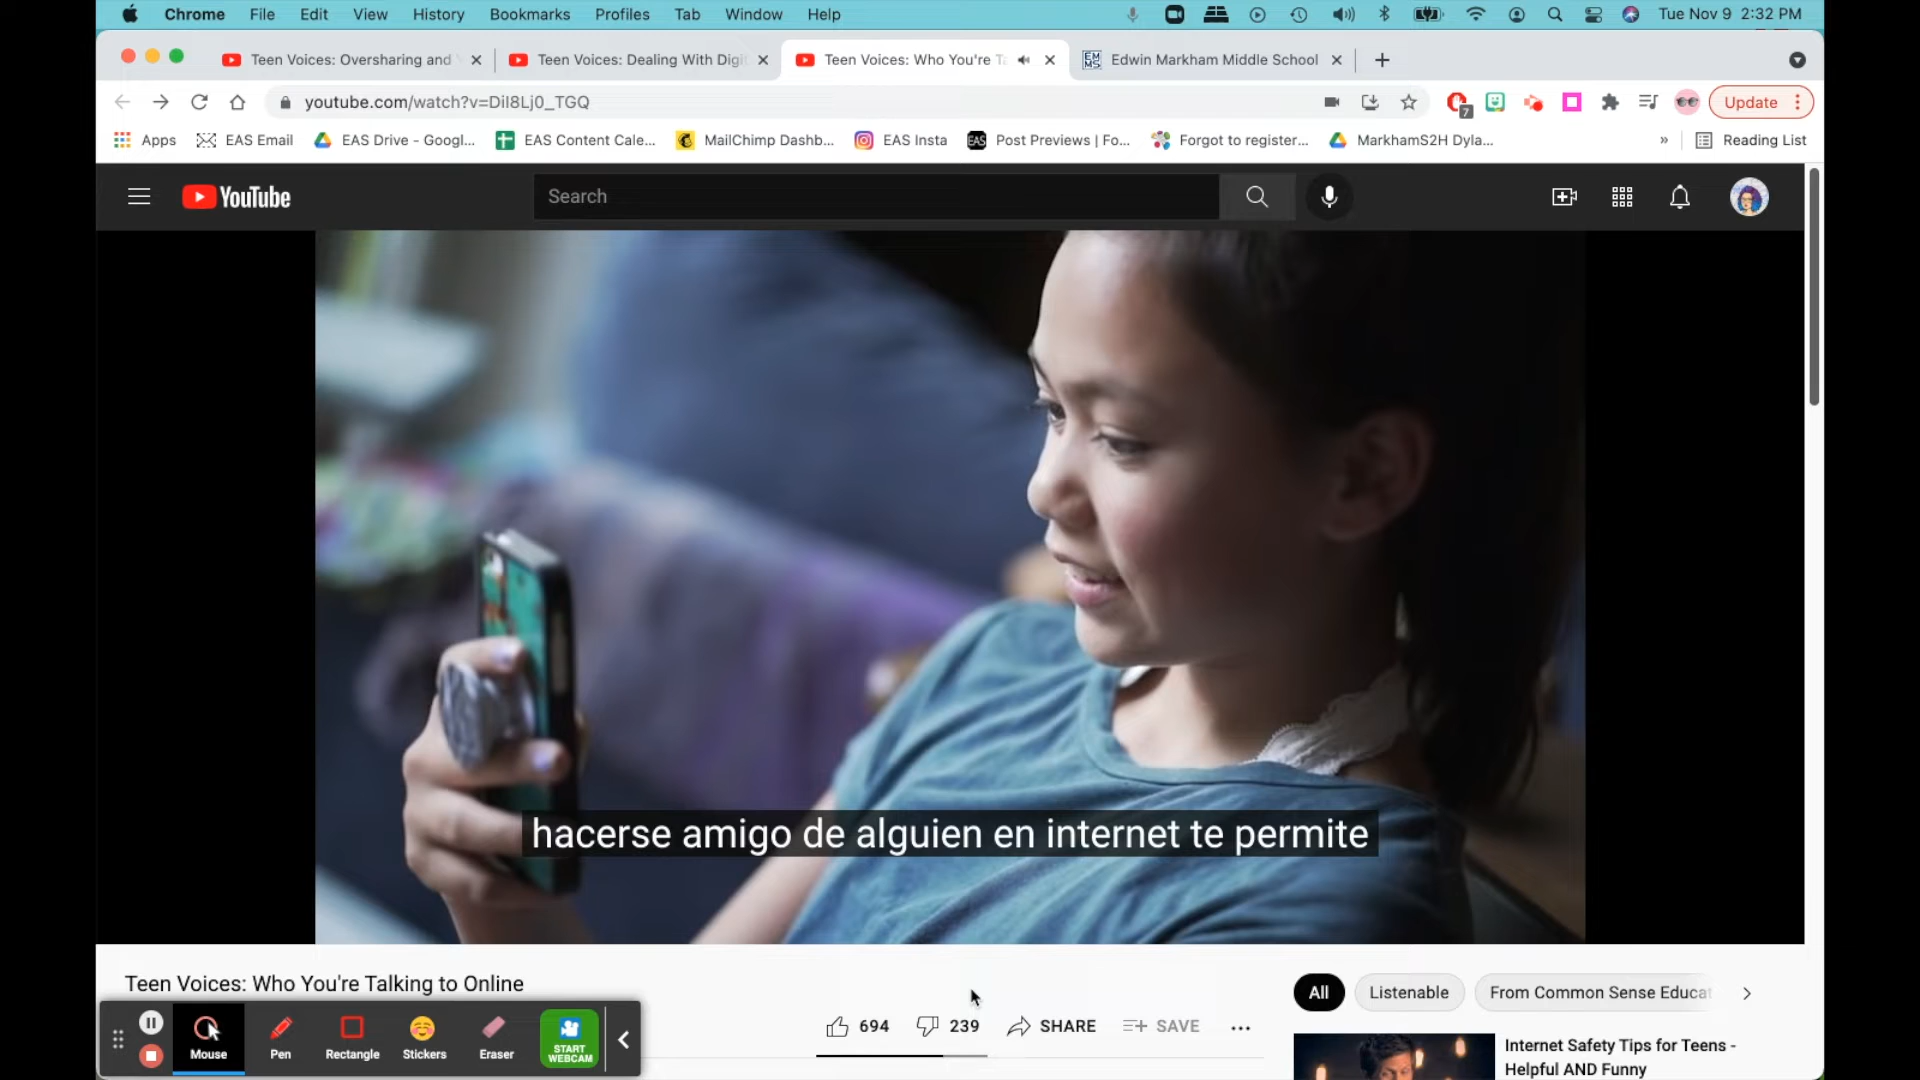 Chrome File Edit View History Bookmarks Profiles Tab Window Help Tue Nov 9 2:32 PM
Teen Voices: Oversharing and Teen Voices: Dealing With Digi Teen Voices: Who You're Edwin Markham Middle School
youtube.com/watch?v=DiI8Lj0_TGQ 7 Update
Apps EAS Email EAS Drive - Googl... EAS Content Cale... MailChimp Dashb... EAS Insta EAS Post Previews | Fo... Forgot to register... MarkhamS2H Dyla... » Reading List
YouTube Search
hacerse amigo de alguien en internet te permite
Teen Voices: Who You're Talking to Online
All Listenable From Common Sense Educat
694 239 SHARE SAVE
Mouse Pen Rectangle Stickers Eraser START WEBCAM
Internet Safety Tips for Teens -
Helpful AND Funny